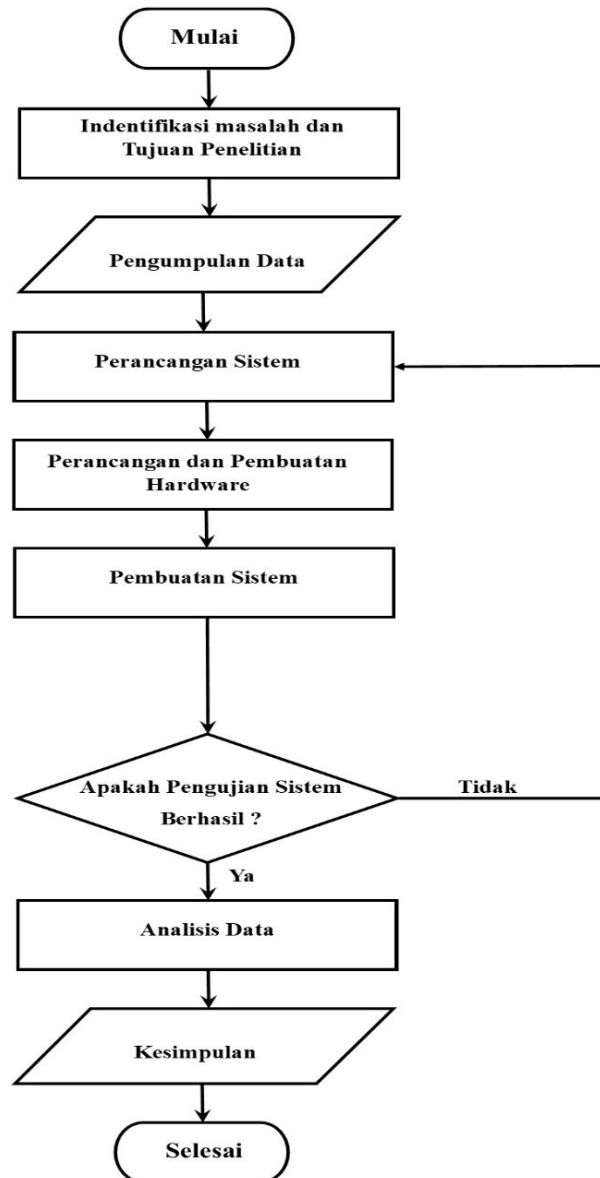 Mulai
Indentifikasi masalah dan
Tujuan Penelitian
Pengumpulan Data
Perancangan Sistem
Perancangan dan Pembuatan
Hardware
Pembuatan Sistem
Apakah Pengujian Sistem
Berhasil ?
Tidak
Ya
Analisis Data
Kesimpulan
Selesai